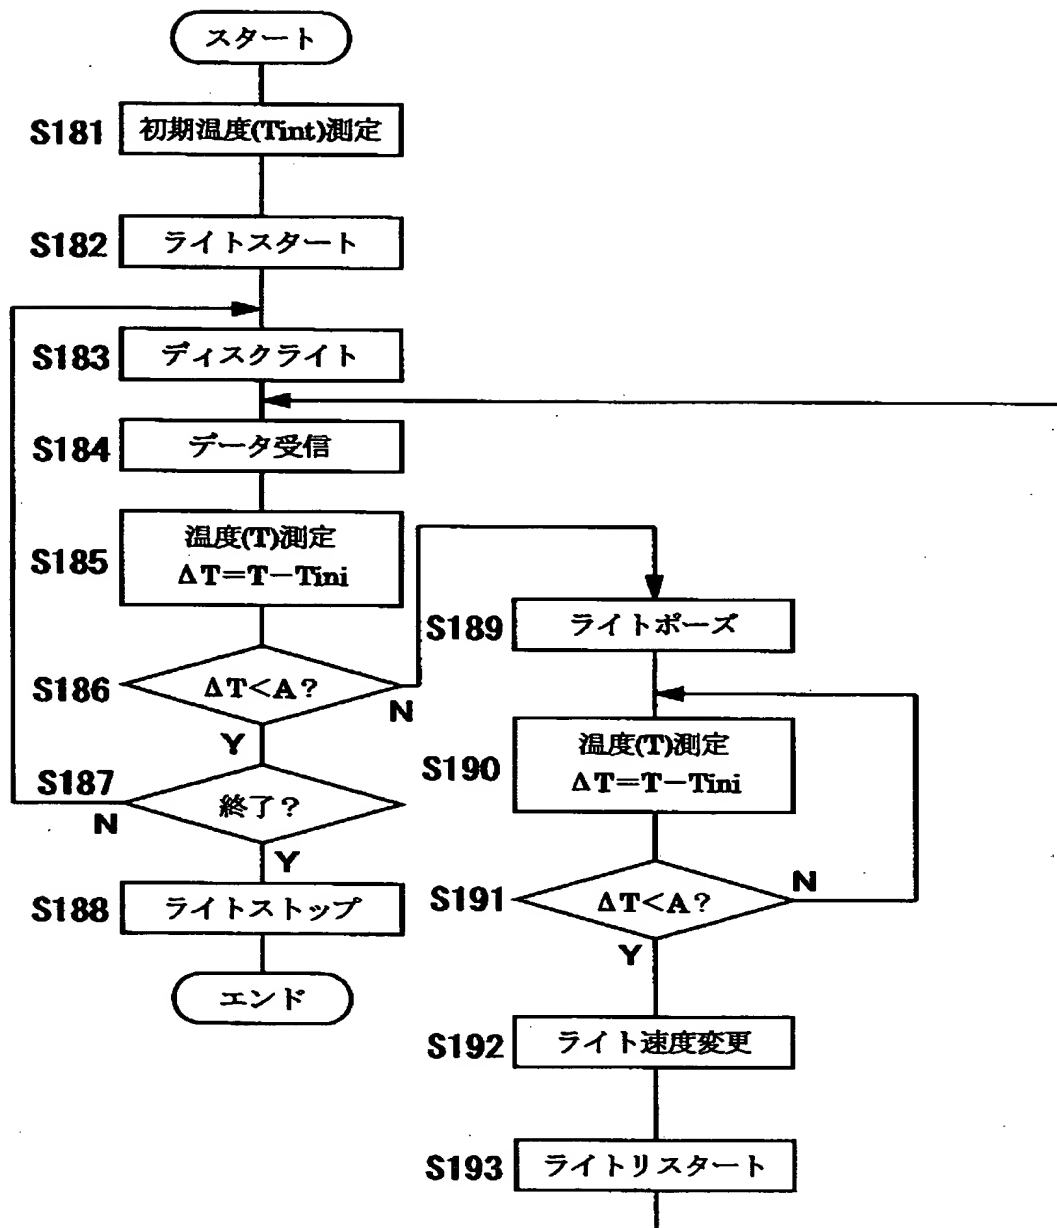 スタート
S181
初期温度(Tint)測定
S182
ライトスタート
S183
ディスクライト
S184
データ受信
S185
温度(T)測定
ΔT=T-Tini
S186
ΔT<A?
N
Y
S187
終了?
N
Y
S188
ライトストップ
エンド
S189
ライトポーズ
S190
温度(T)測定
ΔT=T-Tini
S191
ΔT<A?
N
Y
S192
ライト速度変更
S193
ライトリスタート